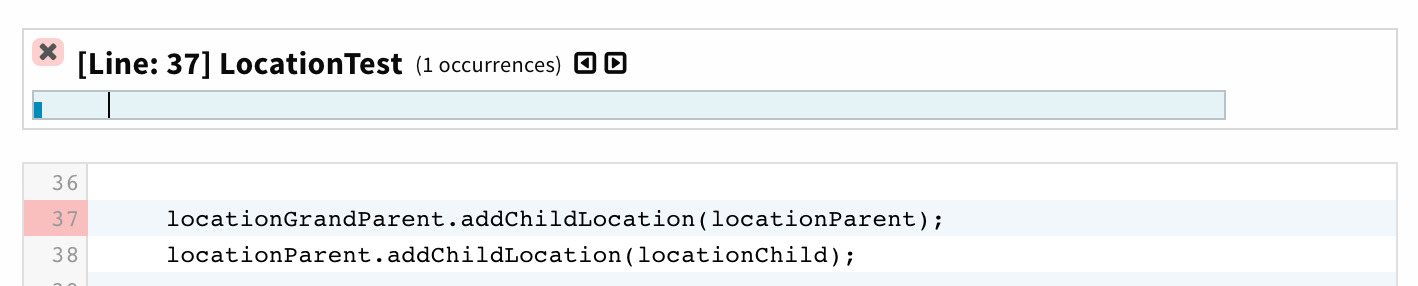 [Line: 37] LocationTest (1 occurrences)
36
37 locationGrandParent.addChildLocation(locationParent);
38 locationParent.addChildLocation(locationChild);